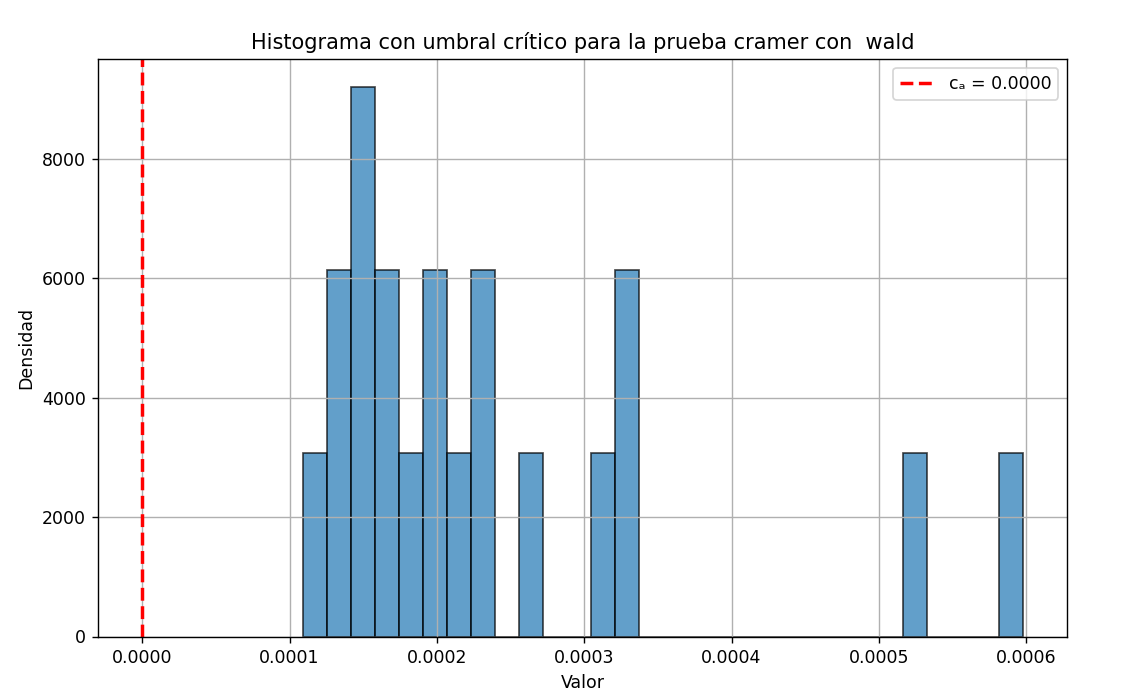 Histograma con umbral crítico para la prueba cramer con  wald
cₐ = 0.0000
Densidad
8000
6000
4000
2000
0
0.0000 0.0001 0.0002 0.0003 0.0004 0.0005 0.0006
Valor